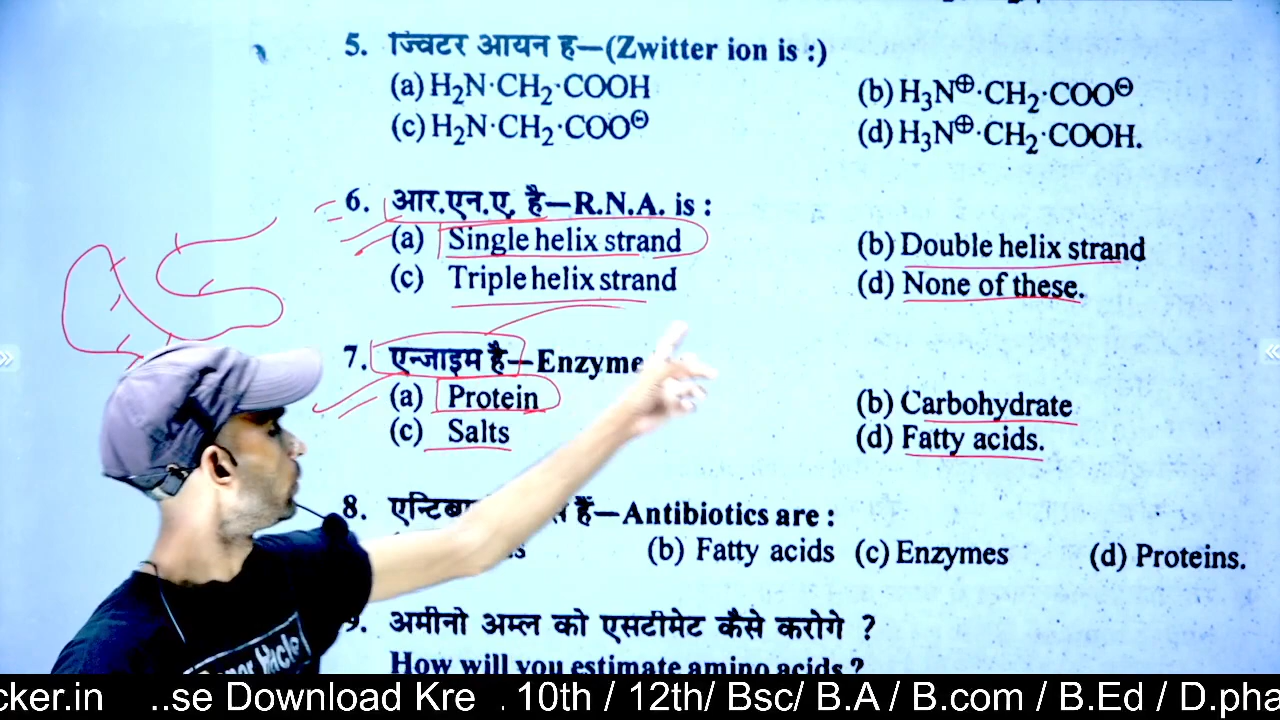 5. ज्विटर आयन है—(Zwitter ion is :)
(a) H₂N·CH₂·COOH (b) H₃N⊕·CH₂·COO⊖
(c) H₂N·CH₂·COO⊖ (d) H₃N⊕·CH₂·COOH.
6. आर.एन.ए. है—R.N.A. is :
(a) Single helix strand (b) Double helix strand
(c) Triple helix strand (d) None of these.
7. एन्जाइम है—Enzyme
(a) Protein (b) Carbohydrate
(c) Salts (d) Fatty acids.
8. हैं—Antibiotics are :
(b) Fatty acids (c) Enzymes (d) Proteins.
9. अमीनो अम्ल को एसटीमेट कैसे करोगे ?
How will you estimate amino acids ?
cker.in ..se Download Kre . 10th / 12th/ Bsc/ B.A / B.com / B.Ed / D.pha